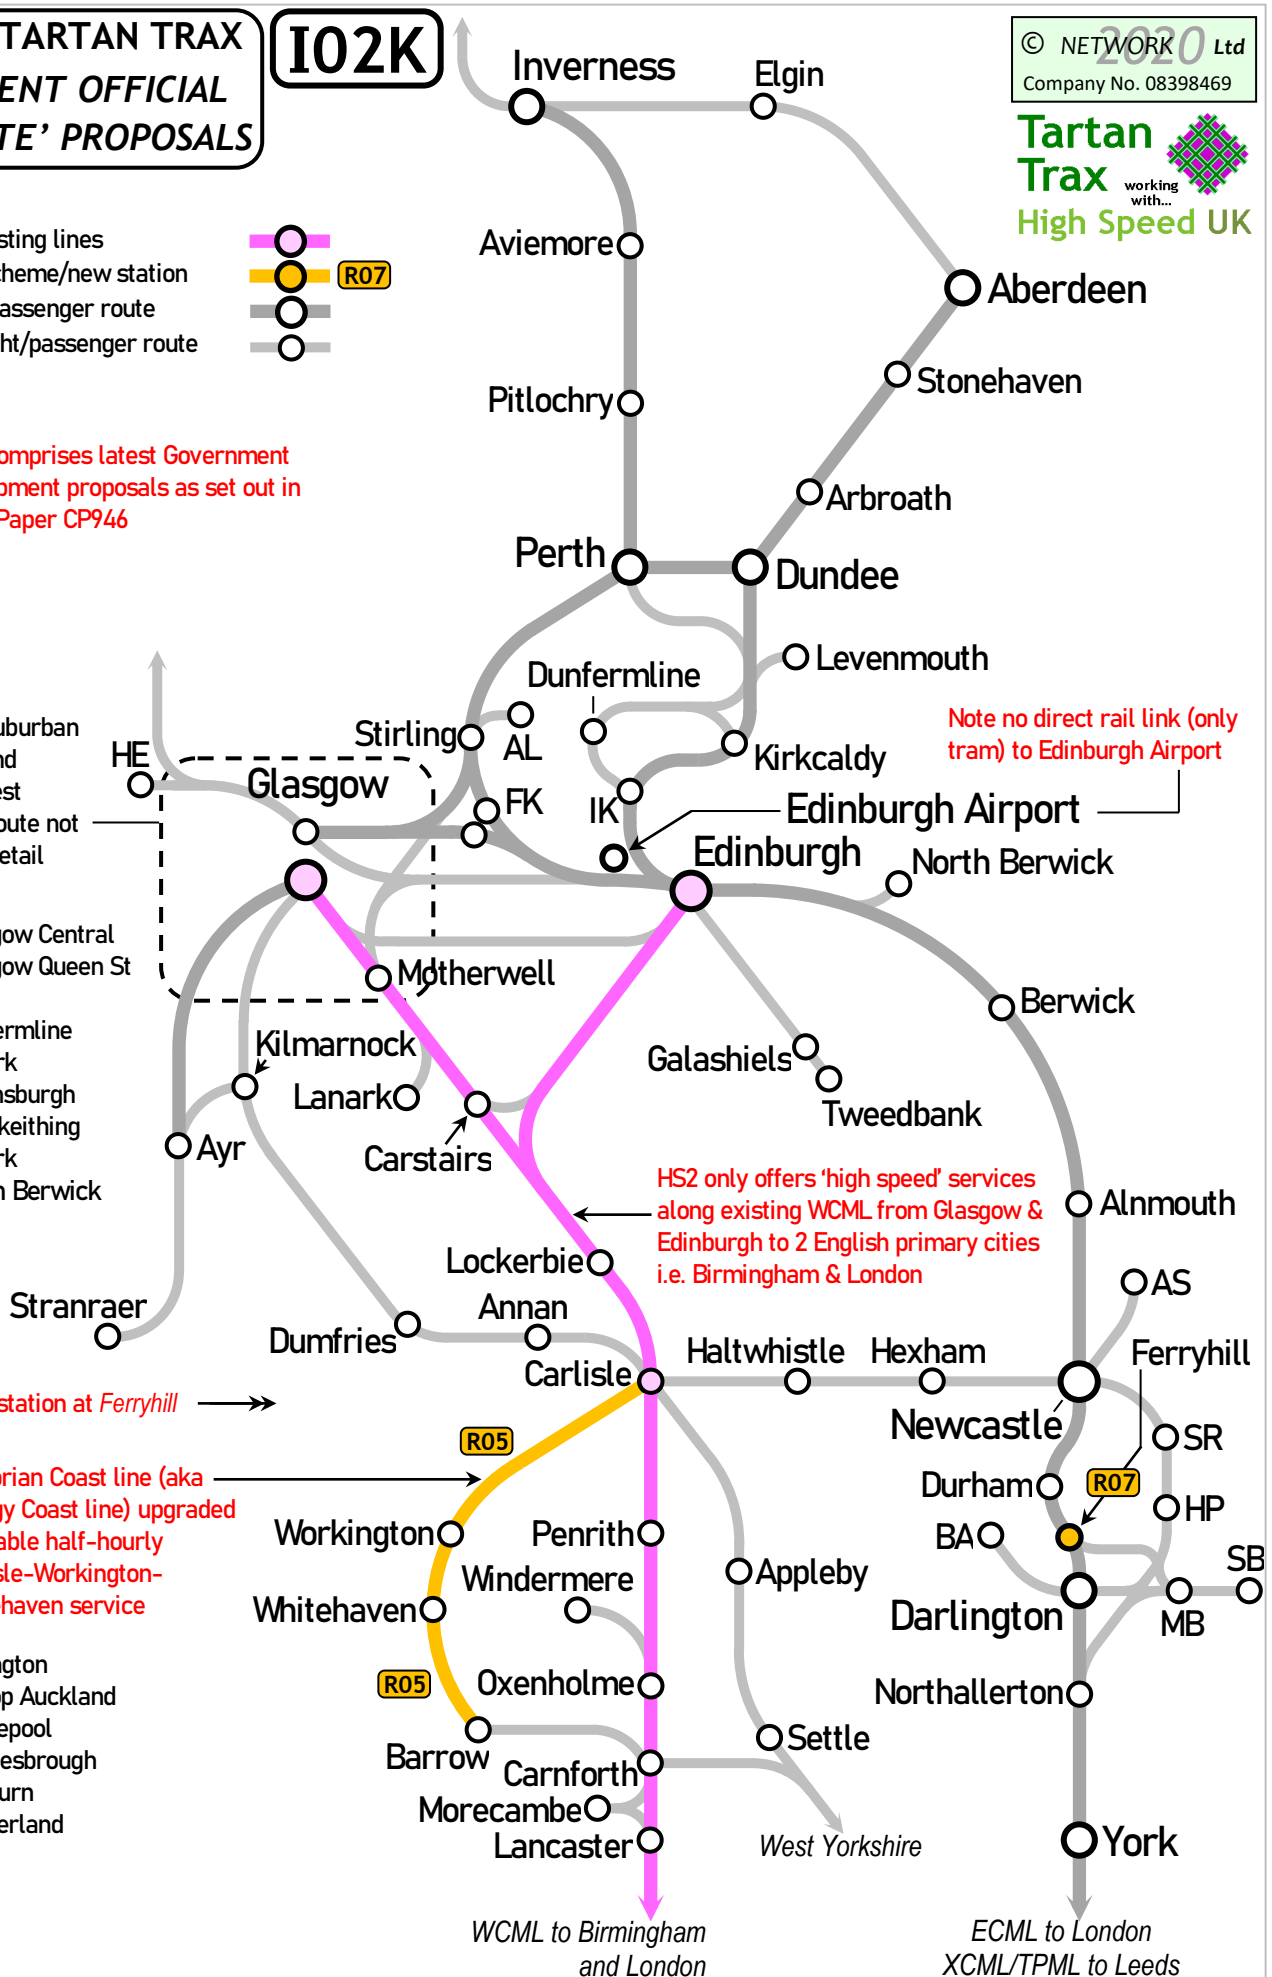 TARTAN TRAX
ENT OFFICIAL
TE’ PROPOSALS
I02K
© NETWORK 2020 Ltd
Company No. 08398469
Tartan
Trax
working
with...
High Speed UK
sting lines
cheme/new station
R07
assenger route
ht/passenger route
omprises latest Government
pment proposals as set out in
Paper CP946
Inverness
Elgin
Aviemore
Aberdeen
Stonehaven
Pitlochry
Arbroath
Perth
Dundee
Levenmouth
Dunfermline
Note no direct rail link (only
tram) to Edinburgh Airport
Stirling
AL
Kirkcaldy
HE
Glasgow
FK
IK
Edinburgh Airport
Edinburgh
North Berwick
uburban
nd
est
oute not
etail
gow Central
gow Queen St
Motherwell
Berwick
ermline
rk
nsburgh
keithing
rk
n Berwick
Kilmarnock
Lanark
Galashiels
Tweedbank
Ayr
Carstairs
HS2 only offers ‘high speed’ services
along existing WCML from Glasgow &
Edinburgh to 2 English primary cities
i.e. Birmingham & London
Alnmouth
Lockerbie
AS
Stranraer
Annan
Dumfries
Carlisle
Haltwhistle
Hexham
Ferryhill
Newcastle
station at Ferryhill
R05
SR
rian Coast line (aka
gy Coast line) upgraded
able half-hourly
sle-Workington-
ehaven service
Durham
R07
HP
Workington
Penrith
BA
SB
Windermere
Appleby
Whitehaven
Darlington
MB
R05
Oxenholme
Northallerton
ngton
op Auckland
epool
esbrough
urn
erland
Barrow
Settle
Carnforth
Morecambe
Lancaster
West Yorkshire
York
WCML to Birmingham
and London
ECML to London
XCML/TPML to Leeds